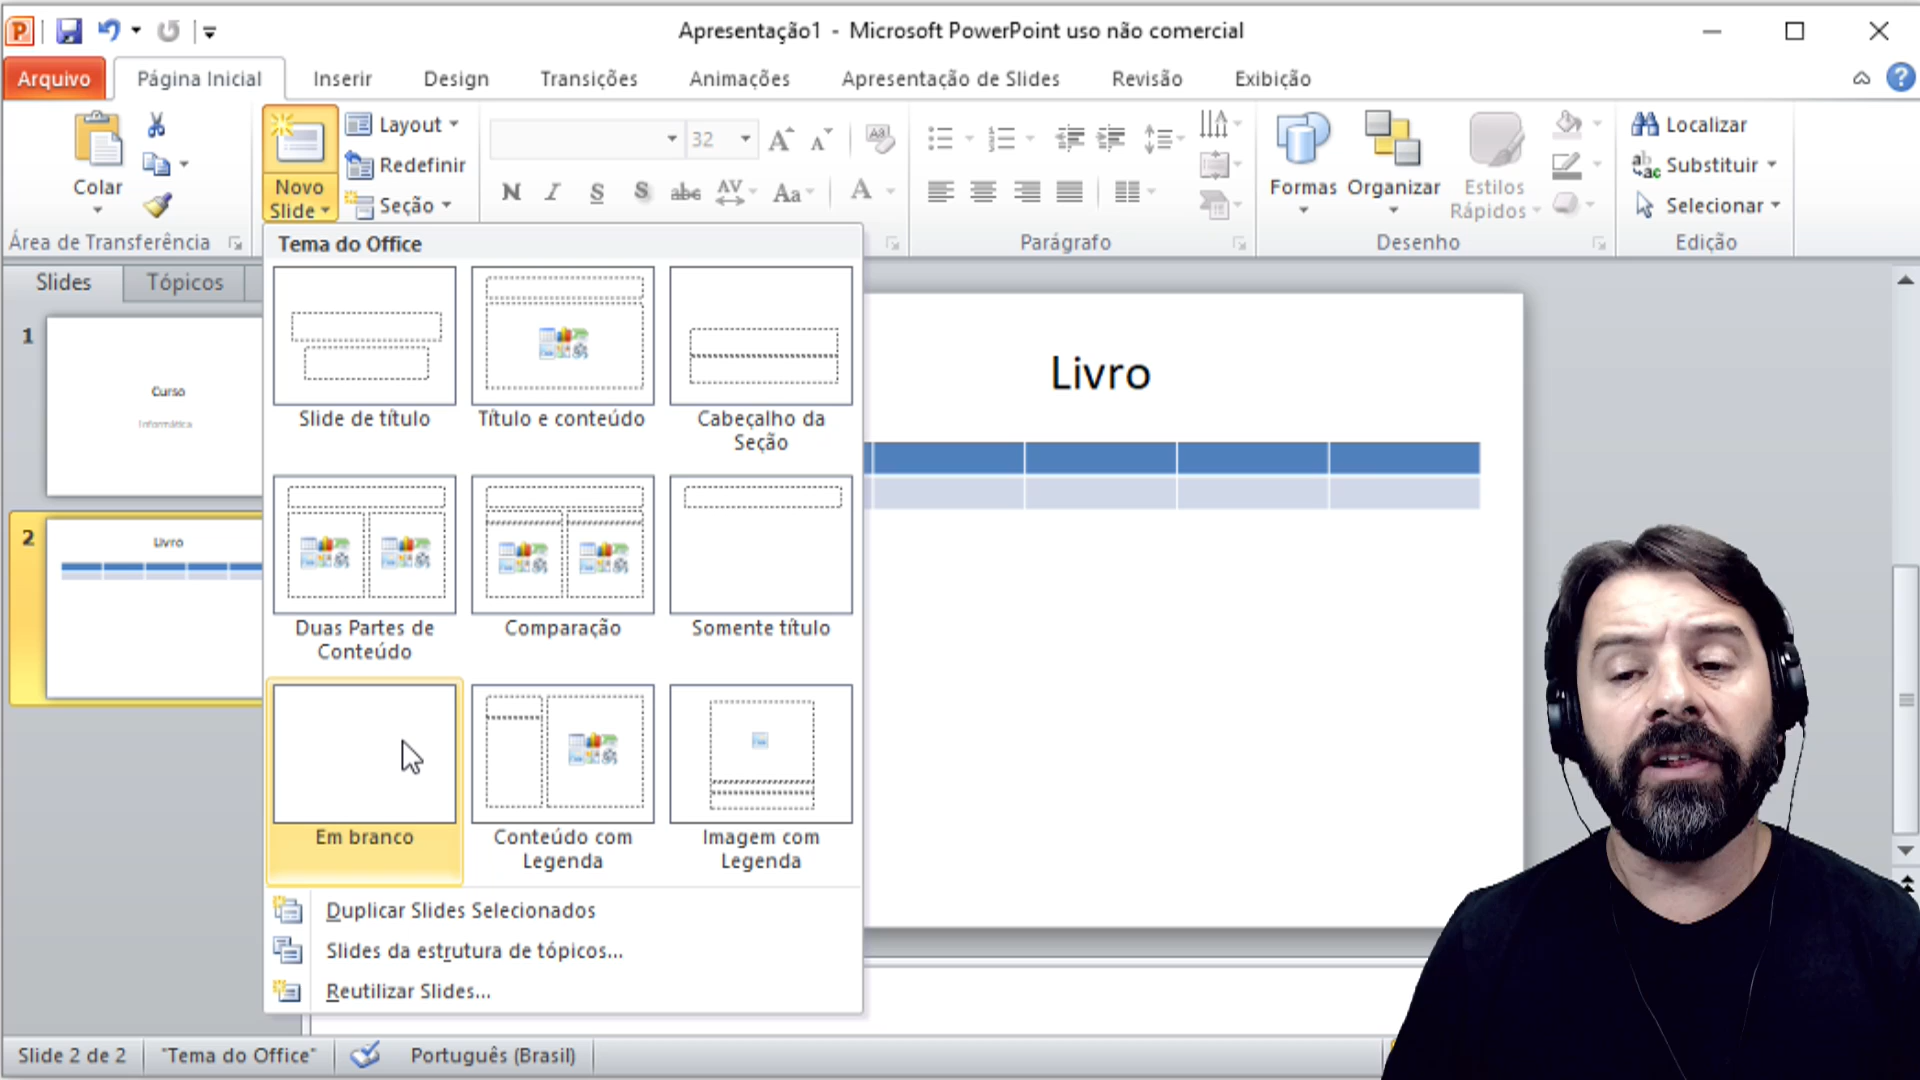 Apresentação1 - Microsoft PowerPoint uso não comercial
Arquivo Página Inicial Inserir Design Transições Animações Apresentação de Slides Revisão Exibição
Colar
Área de Transferência
Novo
Slide
Layout
Redefinir
Seção
32
N I S S abc AV Aa A
Parágrafo
Formas Organizar Estilos
Rápidos
Desenho
Localizar
Substituir
Selecionar
Edição
Slides Tópicos
1
Curso
Informática
2
Livro
Tema do Office
Slide de título
Título e conteúdo
Cabeçalho da
Seção
Duas Partes de
Conteúdo
Comparação
Somente título
Em branco
Conteúdo com
Legenda
Imagem com
Legenda
Duplicar Slides Selecionados
Slides da estrutura de tópicos...
Reutilizar Slides...
Livro
Slide 2 de 2 "Tema do Office" Português (Brasil)